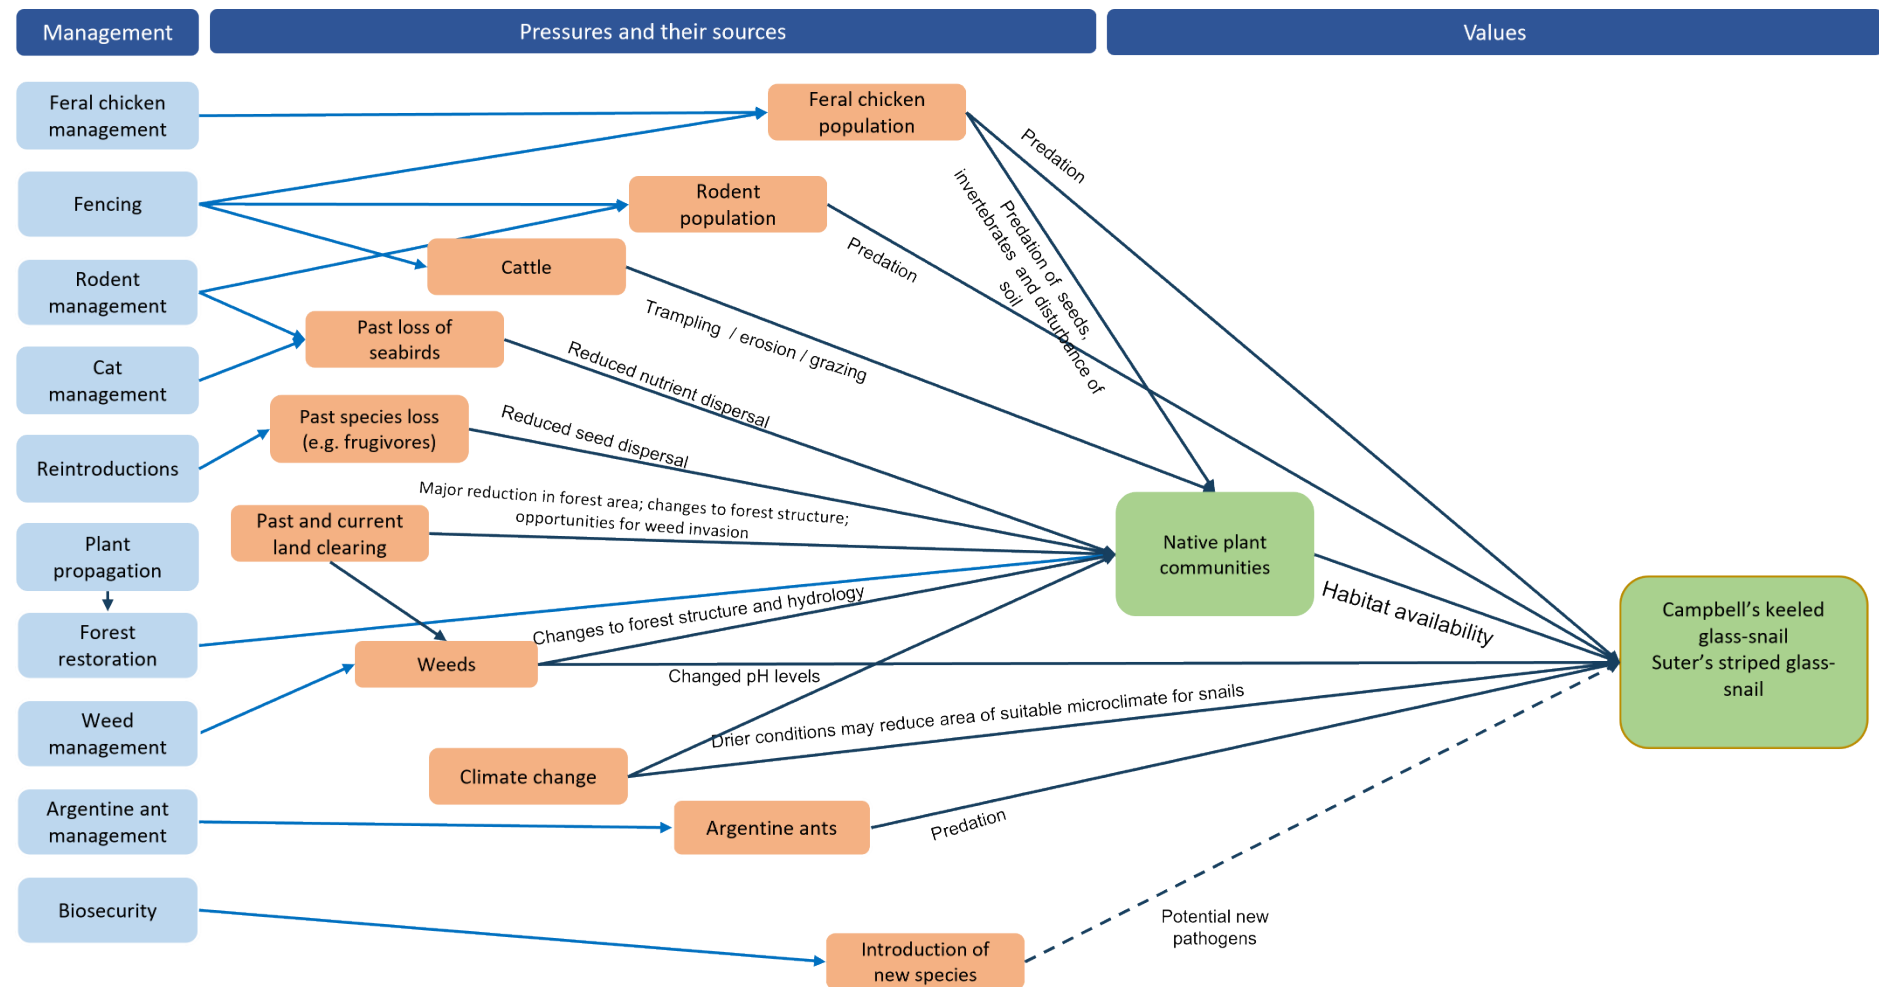 Management
Pressures and their sources
Values
Feral chicken
management
Fencing
Rodent
management
Cat
management
Reintroductions
Plant
propagation
Forest
restoration
Weed
management
Argentine ant
management
Biosecurity
Feral chicken
population
Rodent
population
Cattle
Past loss of
seabirds
Past species loss
(e.g. frugivores)
Past and current
land clearing
Weeds
Climate change
Argentine ants
Introduction of
new species
Predation
Predation of seeds,
invertebrates and disturbance of
soil
Predation
Trampling / erosion / grazing
Reduced nutrient dispersal
Reduced seed dispersal
Major reduction in forest area; changes to forest structure;
opportunities for weed invasion
Changes to forest structure and hydrology
Changed pH levels
Drier conditions may reduce area of suitable microclimate for snails
Predation
Potential new
pathogens
Native plant
communities
Habitat availability
Campbell’s keeled
glass-snail
Suter’s striped glass-
snail